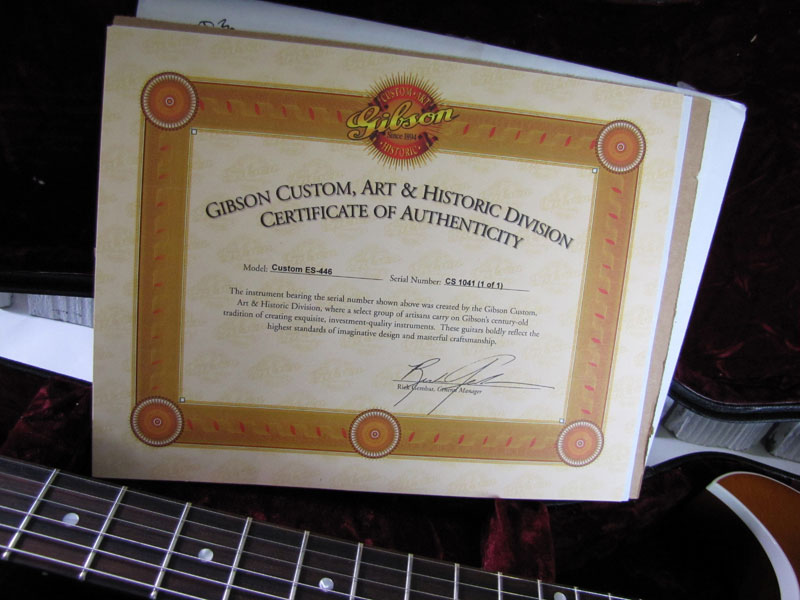 CUSTOM • ART
Gibson
Since 1894
HISTORIC
GIBSON CUSTOM, ART & HISTORIC DIVISION
CERTIFICATE OF AUTHENTICITY
Model: Custom ES-446 Serial Number: CS 1041 (1 of 1)
The instrument bearing the serial number shown above was created by the Gibson Custom,
Art & Historic Division, where a select group of artisans carry on Gibson's century-old
tradition of creating exquisite, investment-quality instruments. These guitars boldly reflect the
highest standards of imaginative design and masterful craftsmanship.
Rick Gembar, General Manager